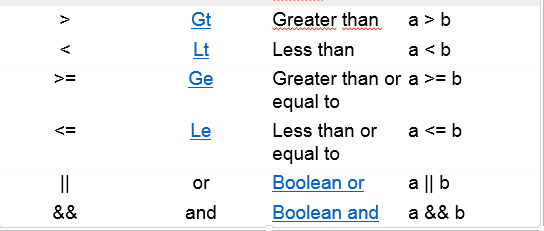 > Gt Greater than a > b
< Lt Less than a < b
>= Ge Greater than or a >= b
equal to
<= Le Less than or a <= b
equal to
|| or Boolean or a || b
&& and Boolean and a && b